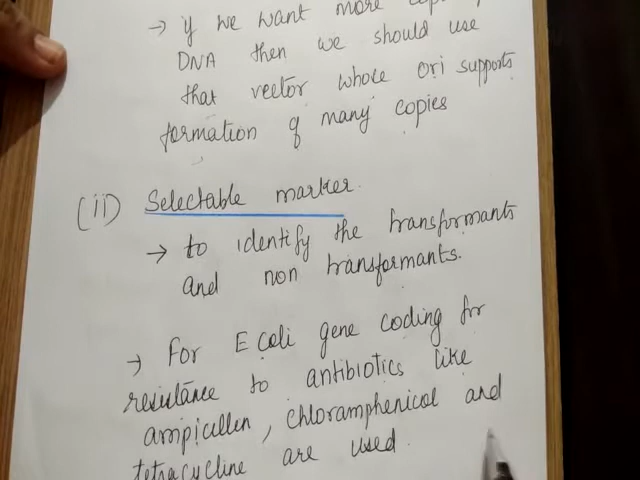 → if we want more
DNA then we should use
that vector whose ori supports
formation of many copies
(ii) Selectable marker.
→ to identify the transformants
and non transformants.
→ For E Coli gene coding for
resistance to antibiotics like
ampicillen, chloramphenicol and
tetracycline are used.